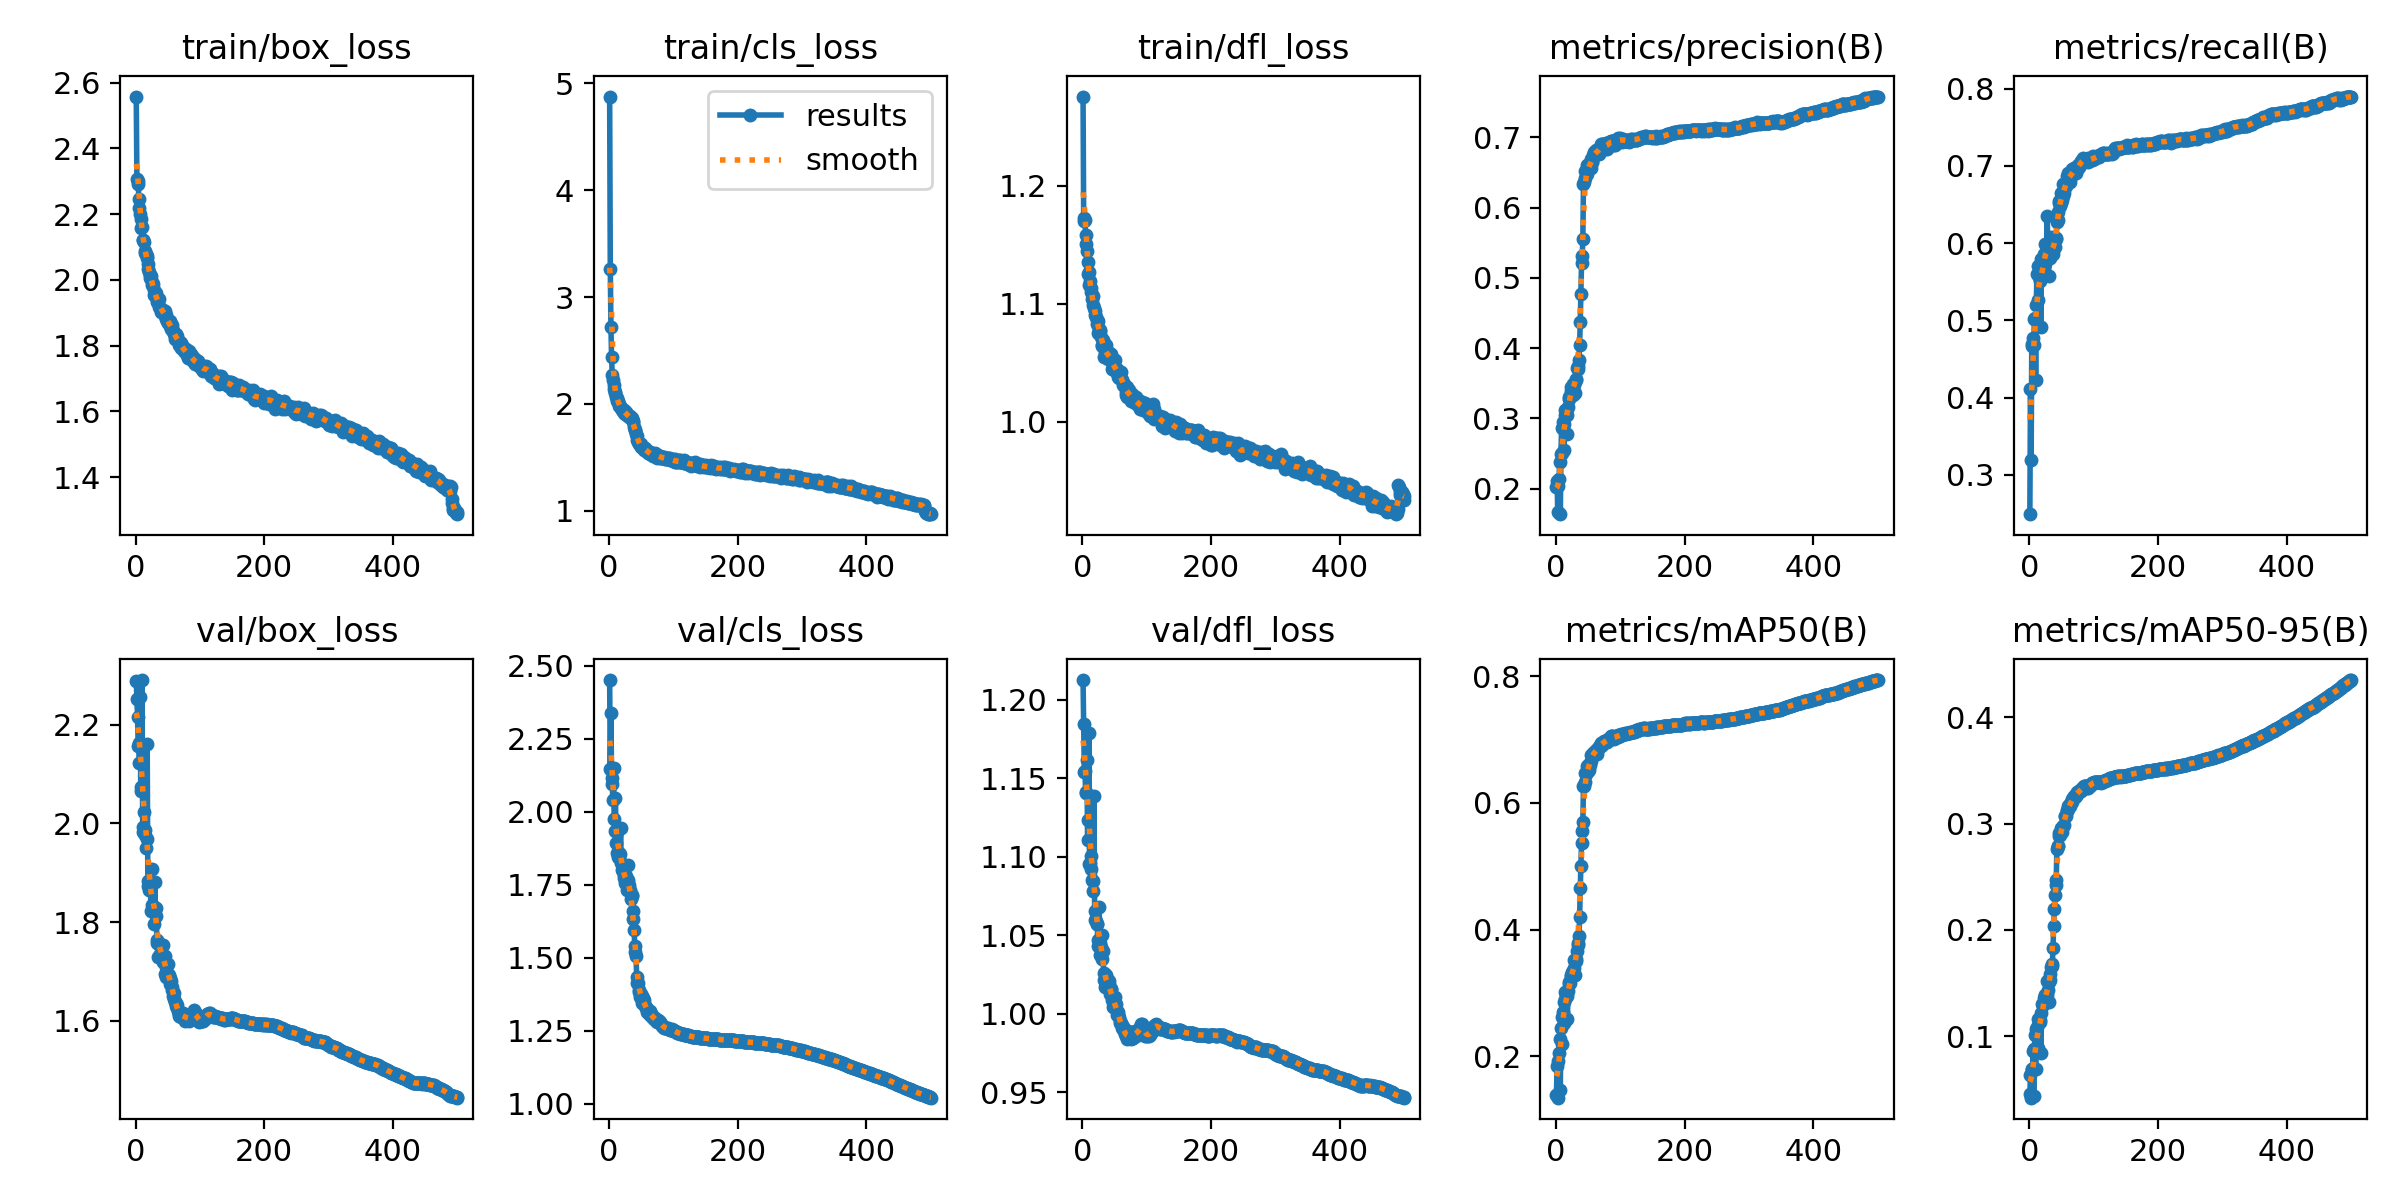 train/box_loss
train/cls_loss
train/dfl_loss
metrics/precision(B)
metrics/recall(B)
2.6
2.4
2.2
2.0
1.8
1.6
1.4
0 200 400
5
4
3
2
1
0 200 400
results
smooth
1.2
1.1
1.0
0 200 400
0.7
0.6
0.5
0.4
0.3
0.2
0 200 400
0.8
0.7
0.6
0.5
0.4
0.3
0 200 400
val/box_loss
val/cls_loss
val/dfl_loss
metrics/mAP50(B)
metrics/mAP50-95(B)
2.2
2.0
1.8
1.6
0 200 400
2.50
2.25
2.00
1.75
1.50
1.25
1.00
0 200 400
1.20
1.15
1.10
1.05
1.00
0.95
0 200 400
0.8
0.6
0.4
0.2
0 200 400
0.4
0.3
0.2
0.1
0 200 400